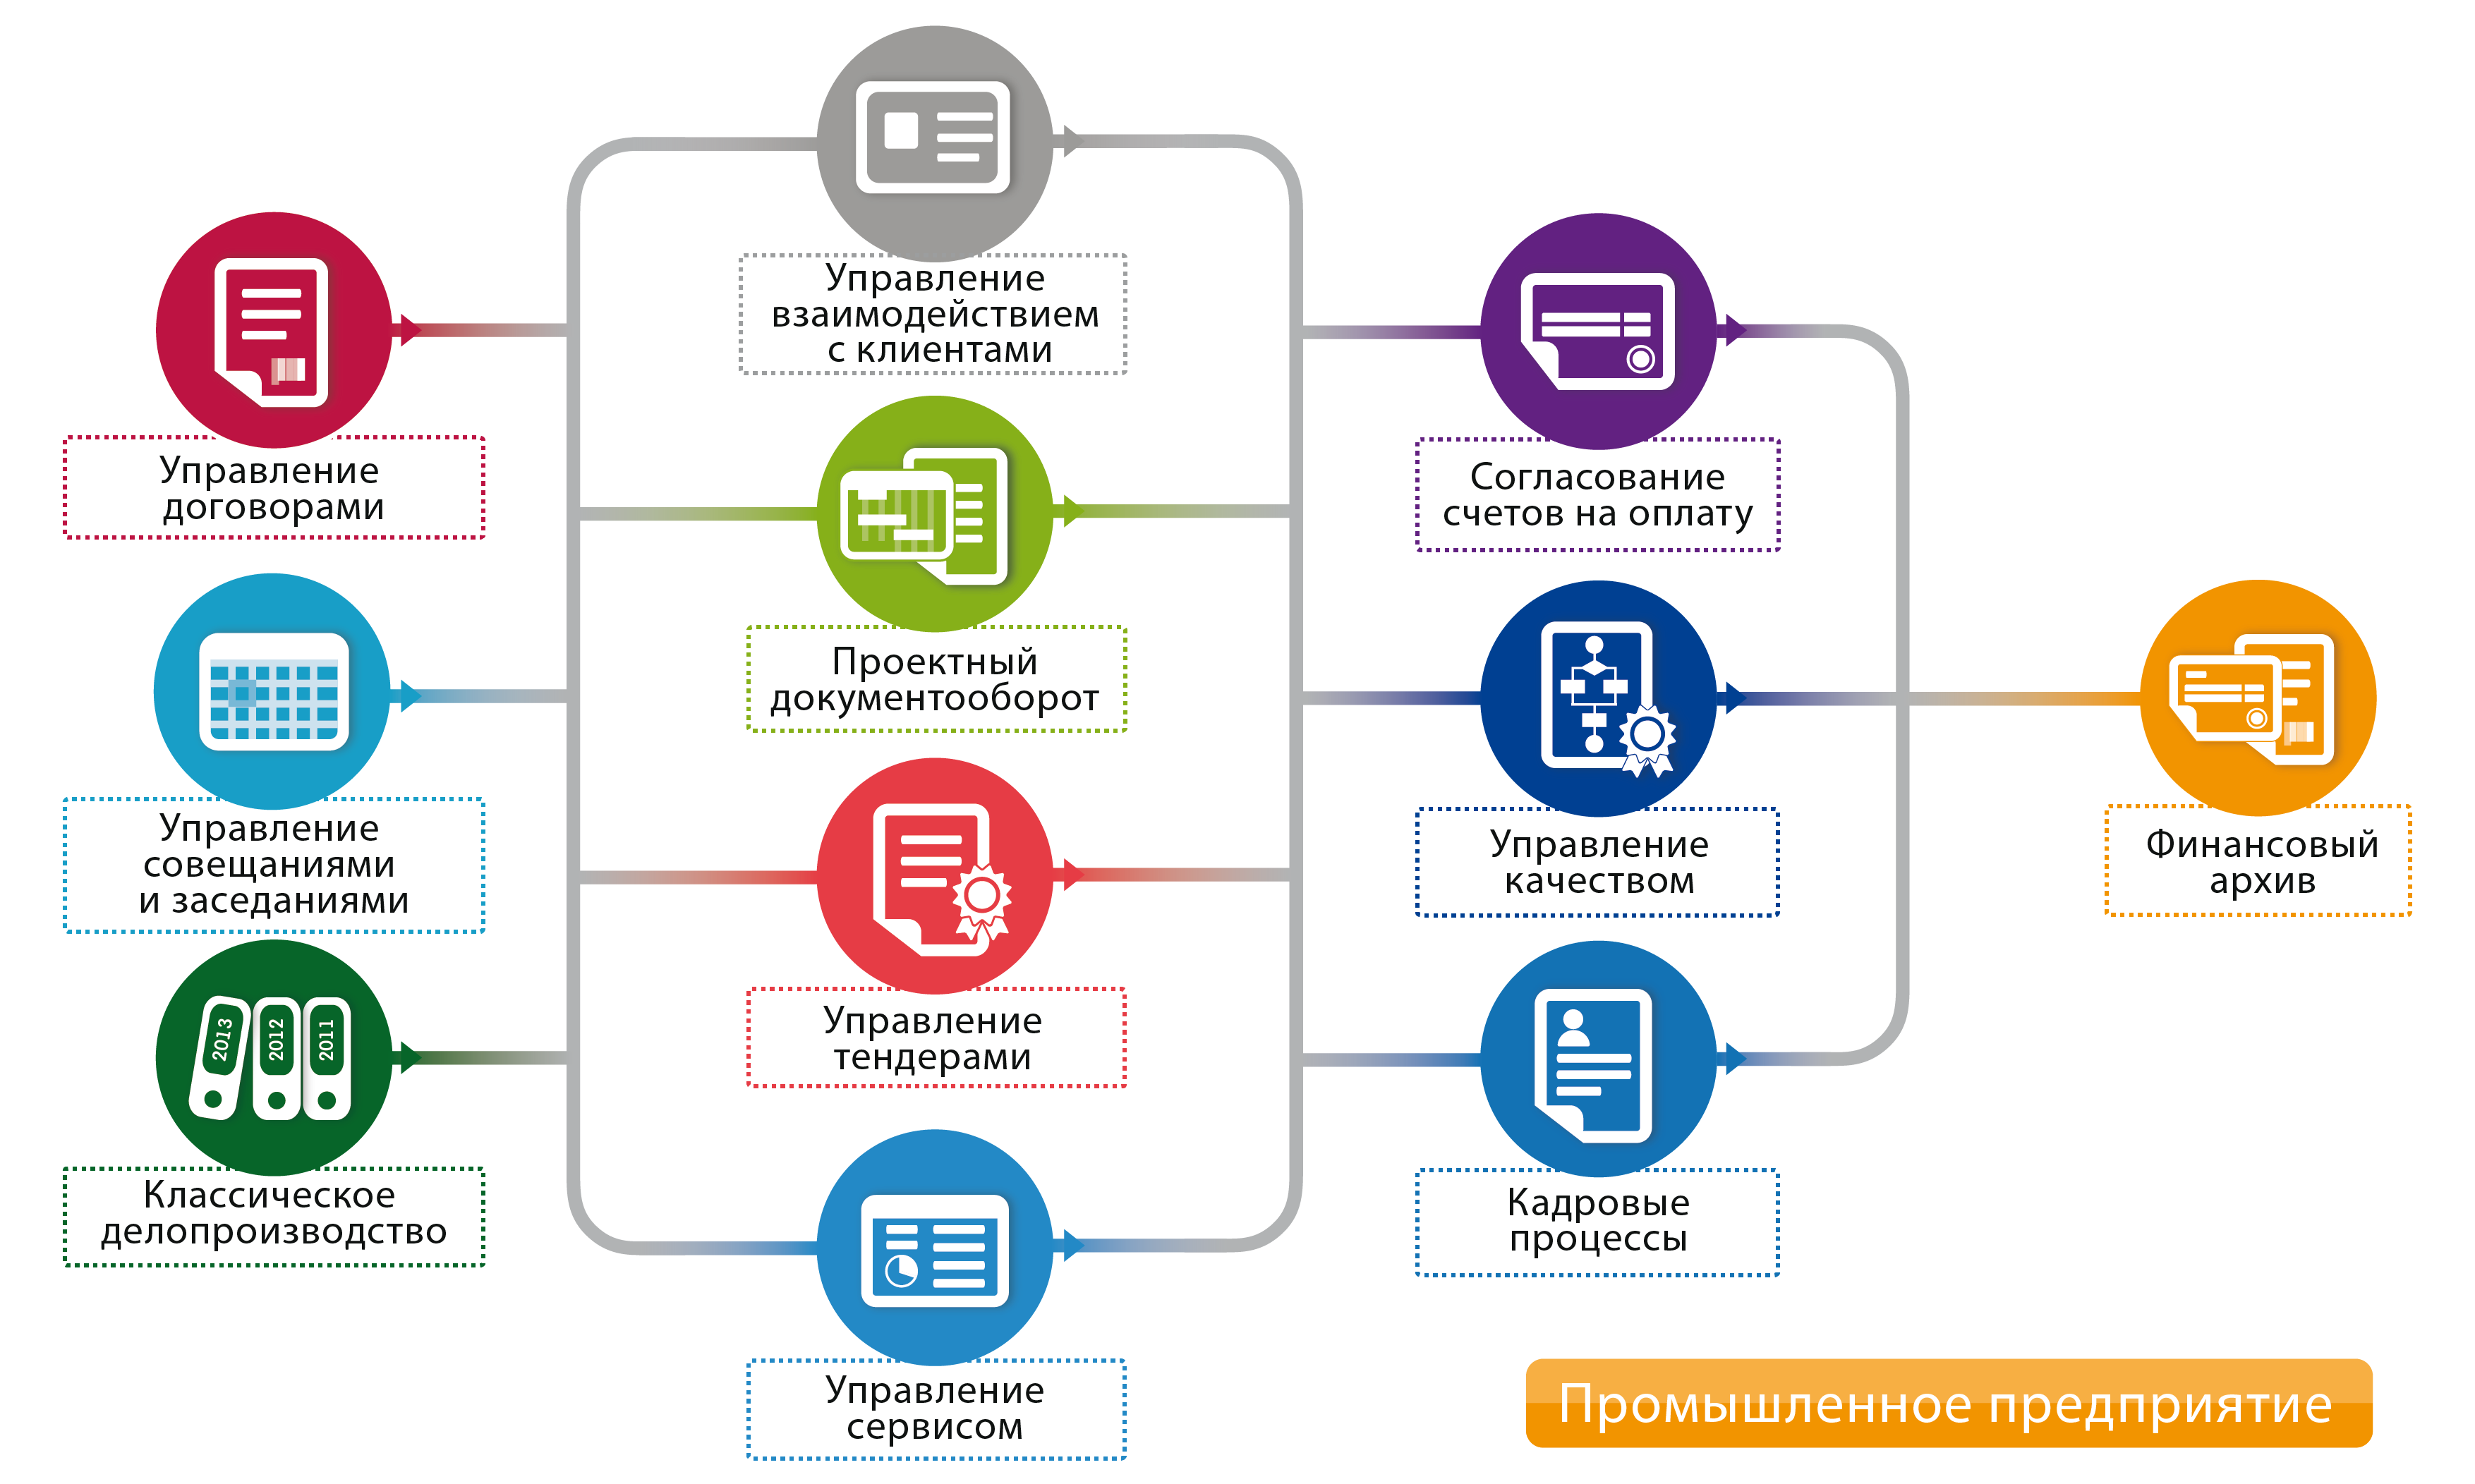 Управление
договорами
Управление
совещаниями
и заседаниями
2013
2012
2011
Классическое
делопроизводство
Управление
взаимодействием
с клиентами
Проектный
документооборот
Управление
тендерами
Управление
сервисом
Согласование
счетов на оплату
Управление
качеством
Кадровые
процессы
Финансовый
архив
Промышленное предприятие